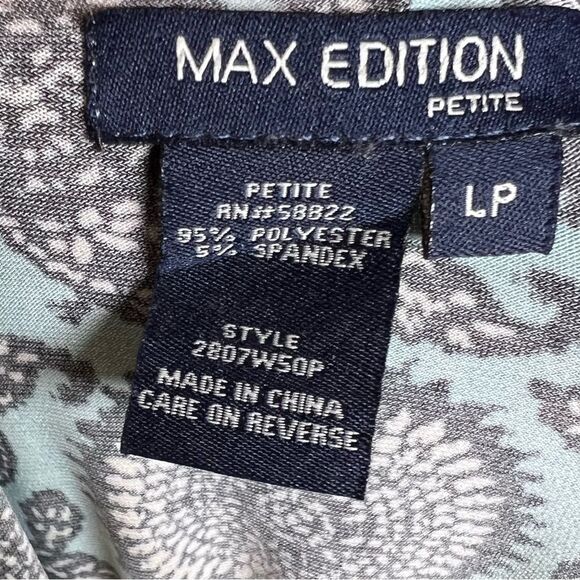 MAX EDITION
PETITE
LP
PETITE
RN#58822
95% POLYESTER
5% SPANDEX
STYLE
2807W50P
MADE IN CHINA
CARE ON REVERSE